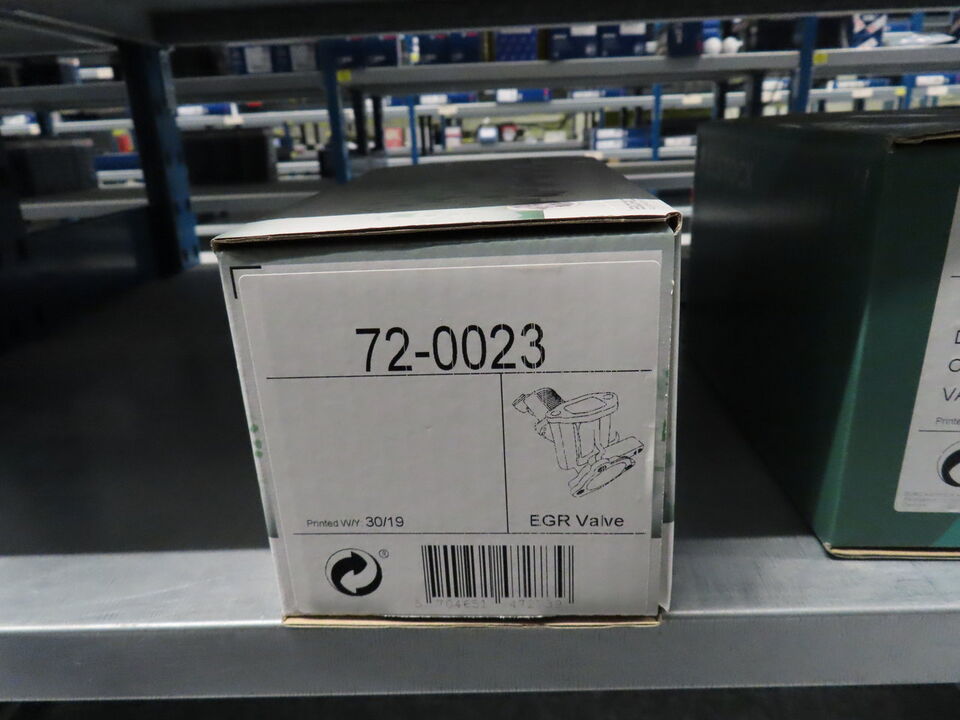 72-0023
Printed W/Y: 30/19
EGR Valve
®